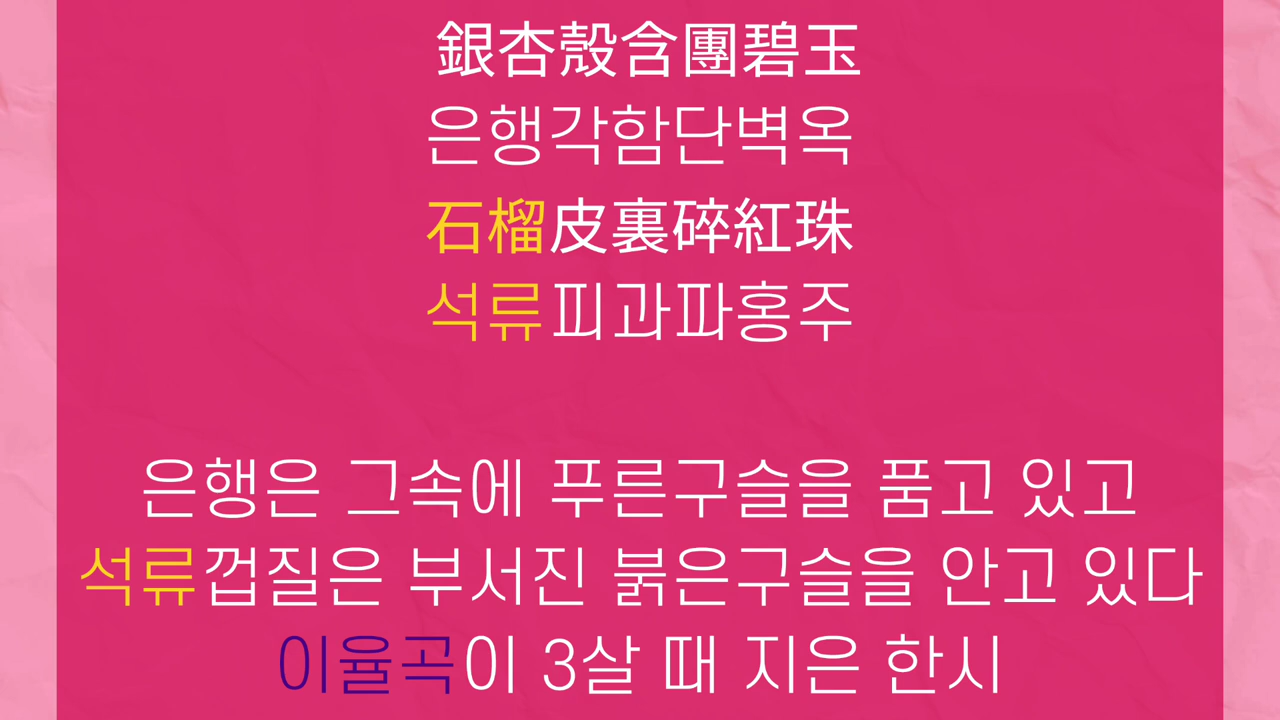 銀杏殼含團碧玉
은행각함단벽옥
石榴皮裏碎紅珠
석류피과파홍주
은행은 그속에 푸른구슬을 품고 있고
석류껍질은 부서진 붉은구슬을 안고 있다
이율곡이 3살 때 지은 한시